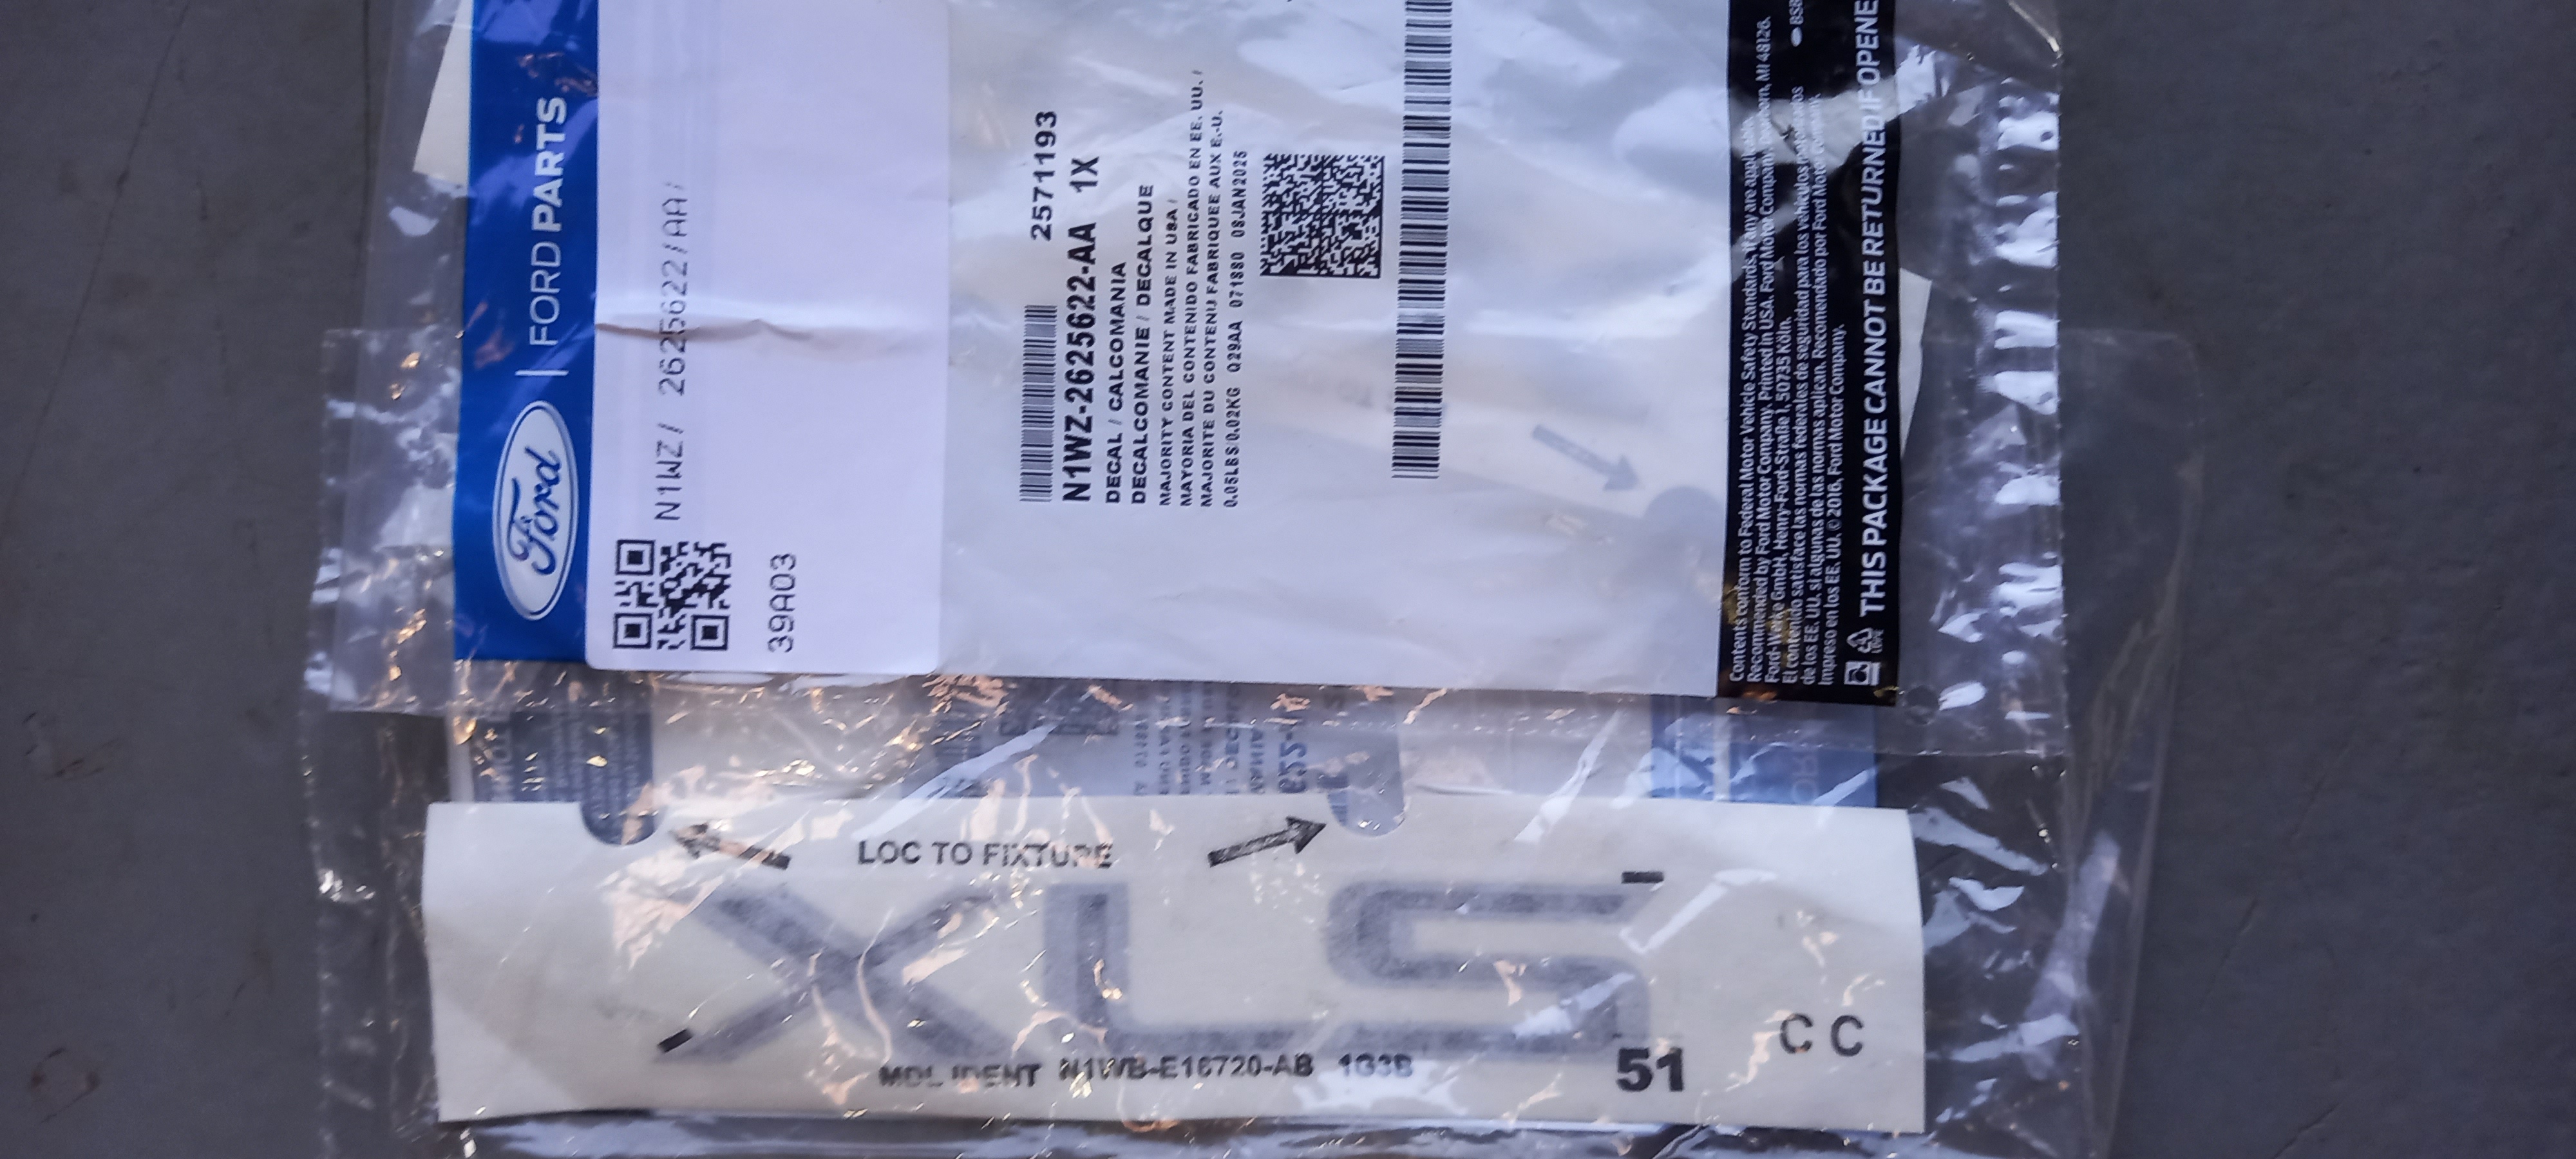 Ford | FORD PARTS
N1WZ/ 2625622/AA/
39A03
2571193
N1WZ-2625622-AA 1X
DECAL / CALCOMANIA
DECALCOMANIE / DECALQUE
MAJORITY CONTENT MADE IN USA /
MAYORIA DEL CONTENIDO FABRICADO EN EE. UU. /
MAJORITE DU CONTENU FABRIQUEE AUX E.-U.
0.05LBS/0.02KG Q29AA 071880 08JAN2025
Contents conform to Federal Motor Vehicle Safety Standards, if any are applicable.
Recommended by Ford Motor Company. Printed in USA. Ford Motor Company, Dearborn, MI 48126.
Ford-Werke GmbH, Henry-Ford-Straße 1, 50735 Köln.
El contenido satisface las normas federales de seguridad para los vehículos motorizados
de los EE. UU. si algunas de las normas aplican. Recomendado por Ford Motor Company.
Impreso en los EE. UU. © 2016, Ford Motor Company.
THIS PACKAGE CANNOT BE RETURNED IF OPENE
LOC TO FIXTURE
XLS
N1WB-E16720-AB
51
CC